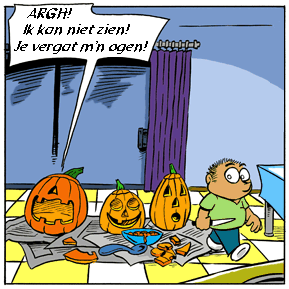 ARGH!
Ik kan niet zien!
Je vergat m'n ogen!